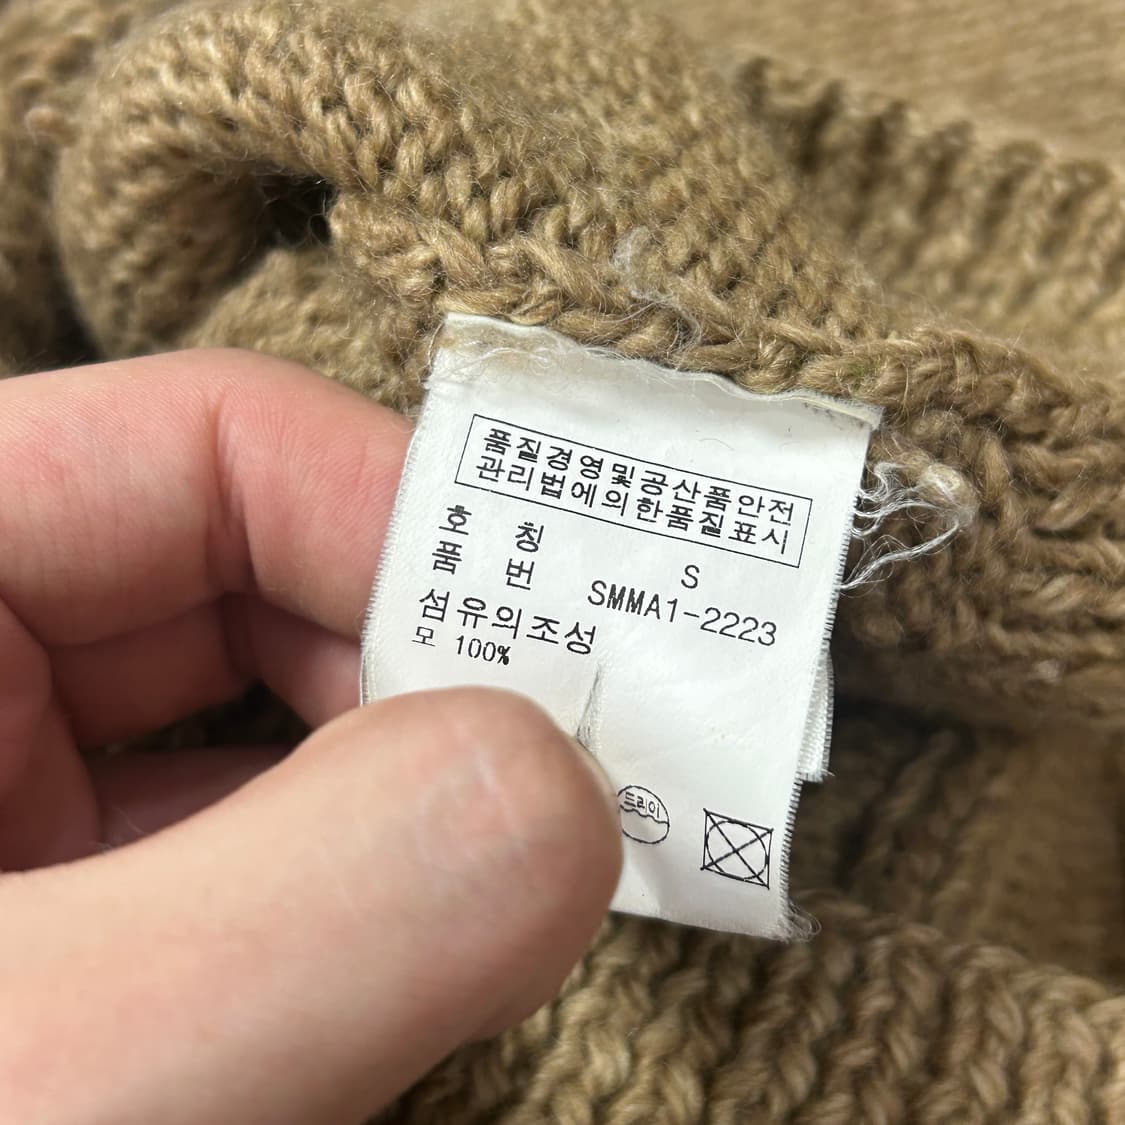 품질경영및공산품안전
관리법에의한품질표시
호 칭 S
품 번 SMMA1-2223
섬유의조성
모 100%
드라이